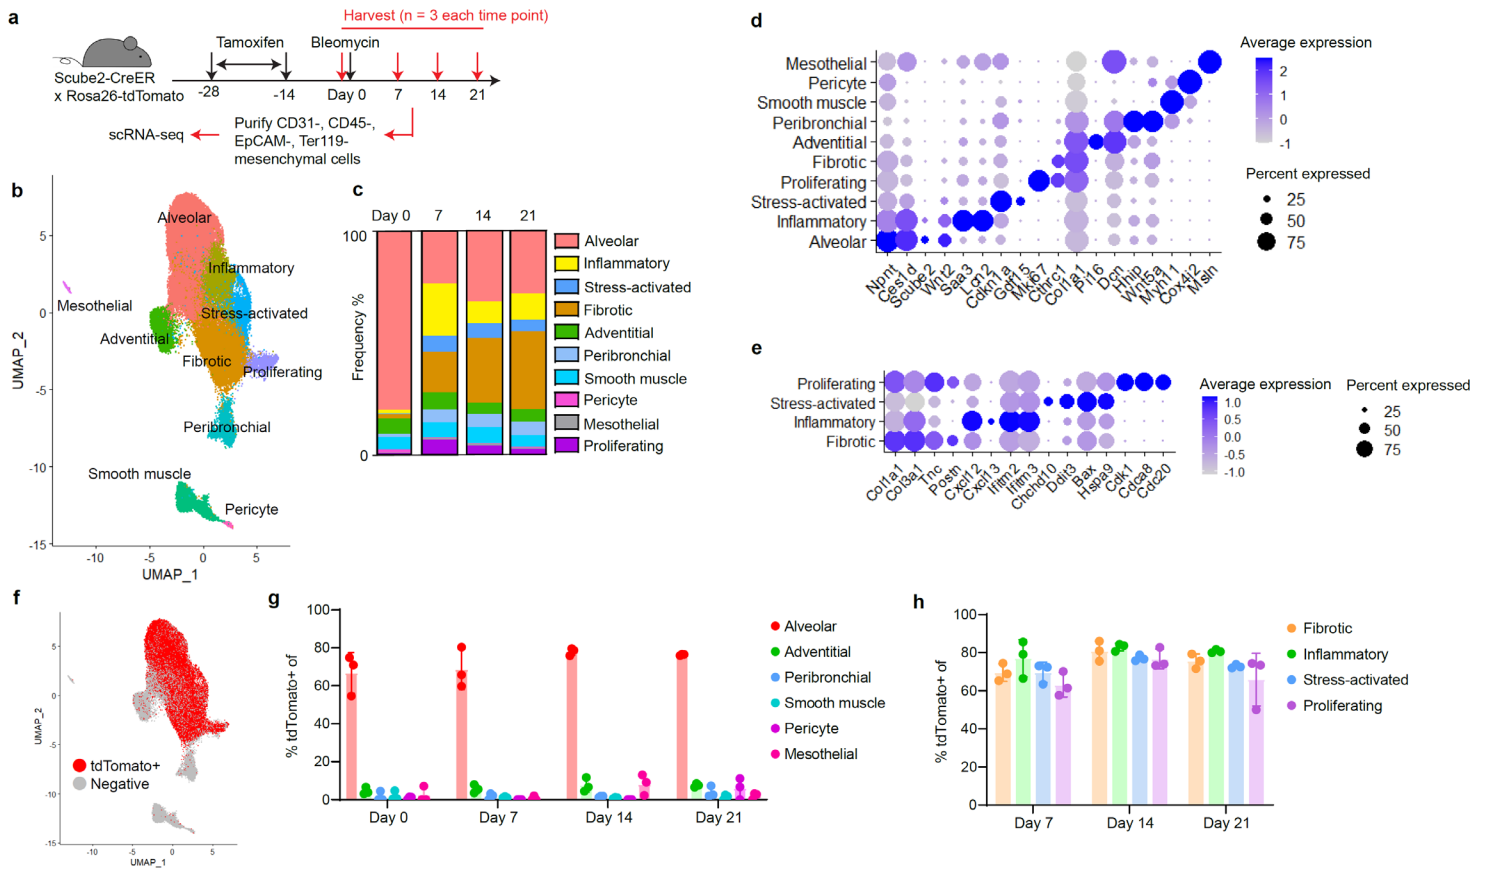 a
Harvest (n = 3 each time point)
Tamoxifen
Bleomycin
Scube2-CreER
x Rosa26-tdTomato
-28
-14
Day 0
7
14
21
scRNA-seq
Purify CD31-, CD45-,
EpCAM-, Ter119-
mesenchymal cells
b
UMAP_2
5
0
-5
-10
-15
-10
-5
0
5
UMAP_1
Alveolar
Inflammatory
Mesothelial
Stress-activated
Adventitial
Fibrotic
Proliferating
Peribronchial
Smooth muscle
Pericyte
c
Day 0
7
14
21
100
Frequency %
0
Alveolar
Inflammatory
Stress-activated
Fibrotic
Adventitial
Peribronchial
Smooth muscle
Pericyte
Mesothelial
Proliferating
d
Mesothelial
Pericyte
Smooth muscle
Peribronchial
Adventitial
Fibrotic
Proliferating
Stress-activated
Inflammatory
Alveolar
Npnt
Ces1d
Scube2
Wnt2
Saa3
Lcn2
Cdkn1a
Gdf15
Mki67
Cthrc1
Col1a1
Pi16
Dcn
Hhip
Wnt5a
Myh11
Cox4i2
Msln
Average expression
2
1
0
-1
Percent expressed
25
50
75
e
Proliferating
Stress-activated
Inflammatory
Fibrotic
Col1a1
Col3a1
Tnc
Postn
Cxcl12
Cxcl13
Ifitm2
Ifitm3
Chchd10
Ddit3
Bax
Hspa9
Cdk1
Cdca8
Cdc20
Average expression
1.0
0.5
0.0
-0.5
-1.0
Percent expressed
25
50
75
f
UMAP_2
5
0
-5
-10
-15
-10
-5
0
5
UMAP_1
tdTomato+
Negative
g
% tdTomato+ of
100
80
60
40
20
0
Day 0
Day 7
Day 14
Day 21
Alveolar
Adventitial
Peribronchial
Smooth muscle
Pericyte
Mesothelial
h
% tdTomato+ of
100
80
60
40
20
0
Day 7
Day 14
Day 21
Fibrotic
Inflammatory
Stress-activated
Proliferating